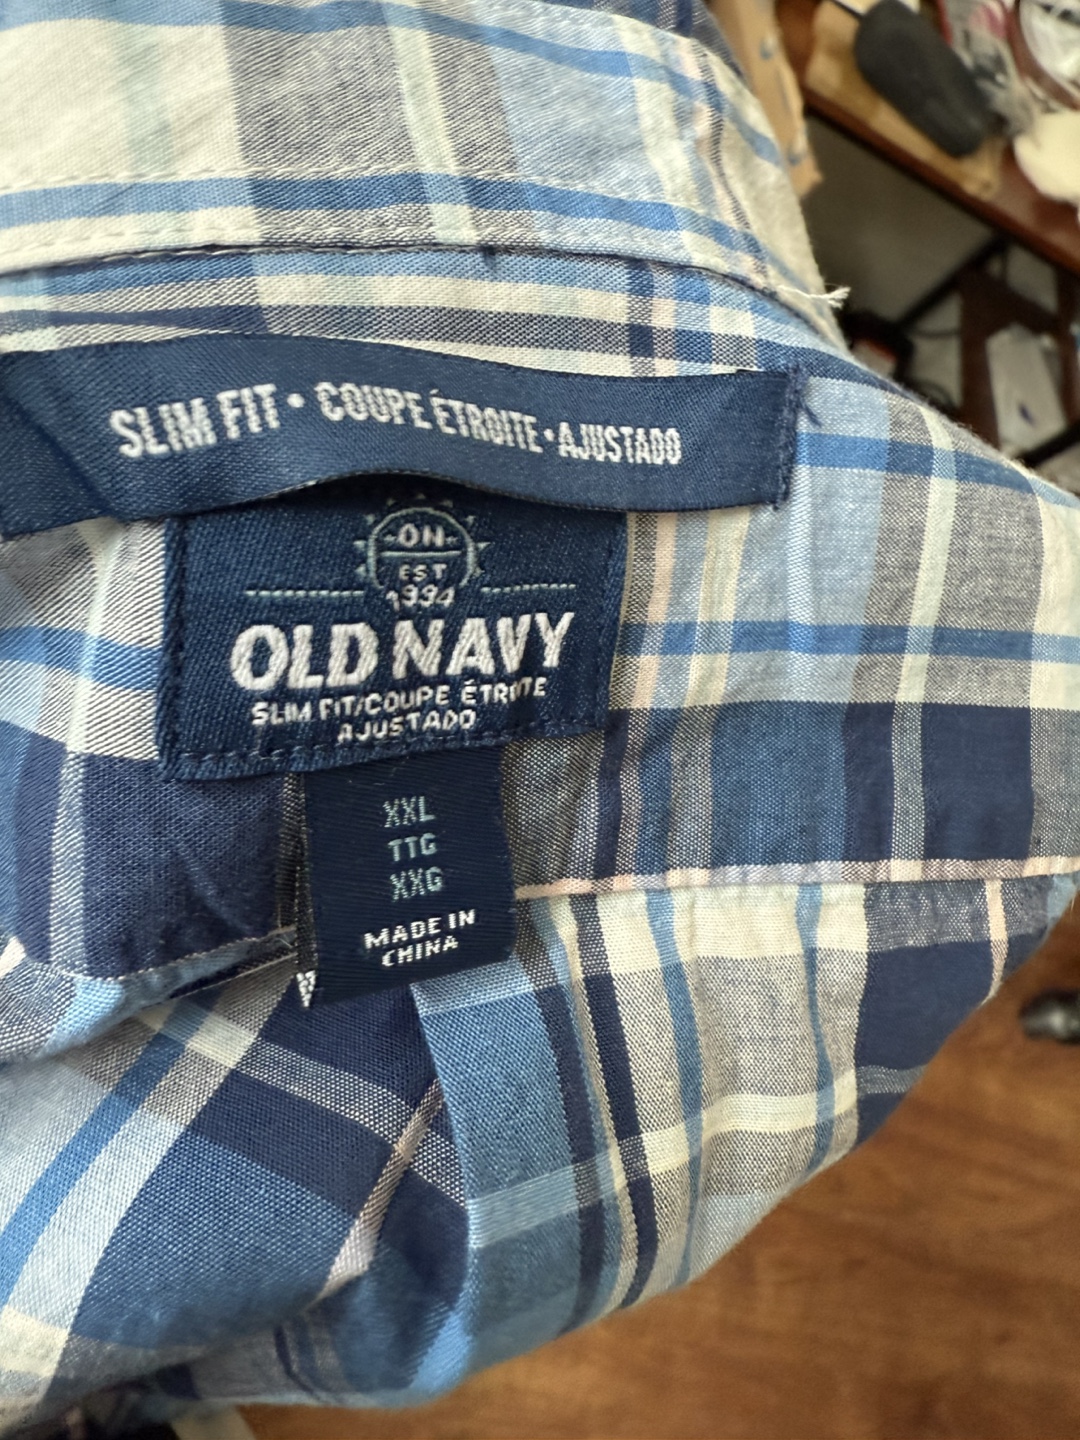 SLIM FIT • COUPE ÉTROITE • AJUSTADO
ON
EST
1994
OLD NAVY
SLIM FIT/COUPE ÉTROITE
AJUSTADO
XXL
TTG
XXG
MADE IN
CHINA